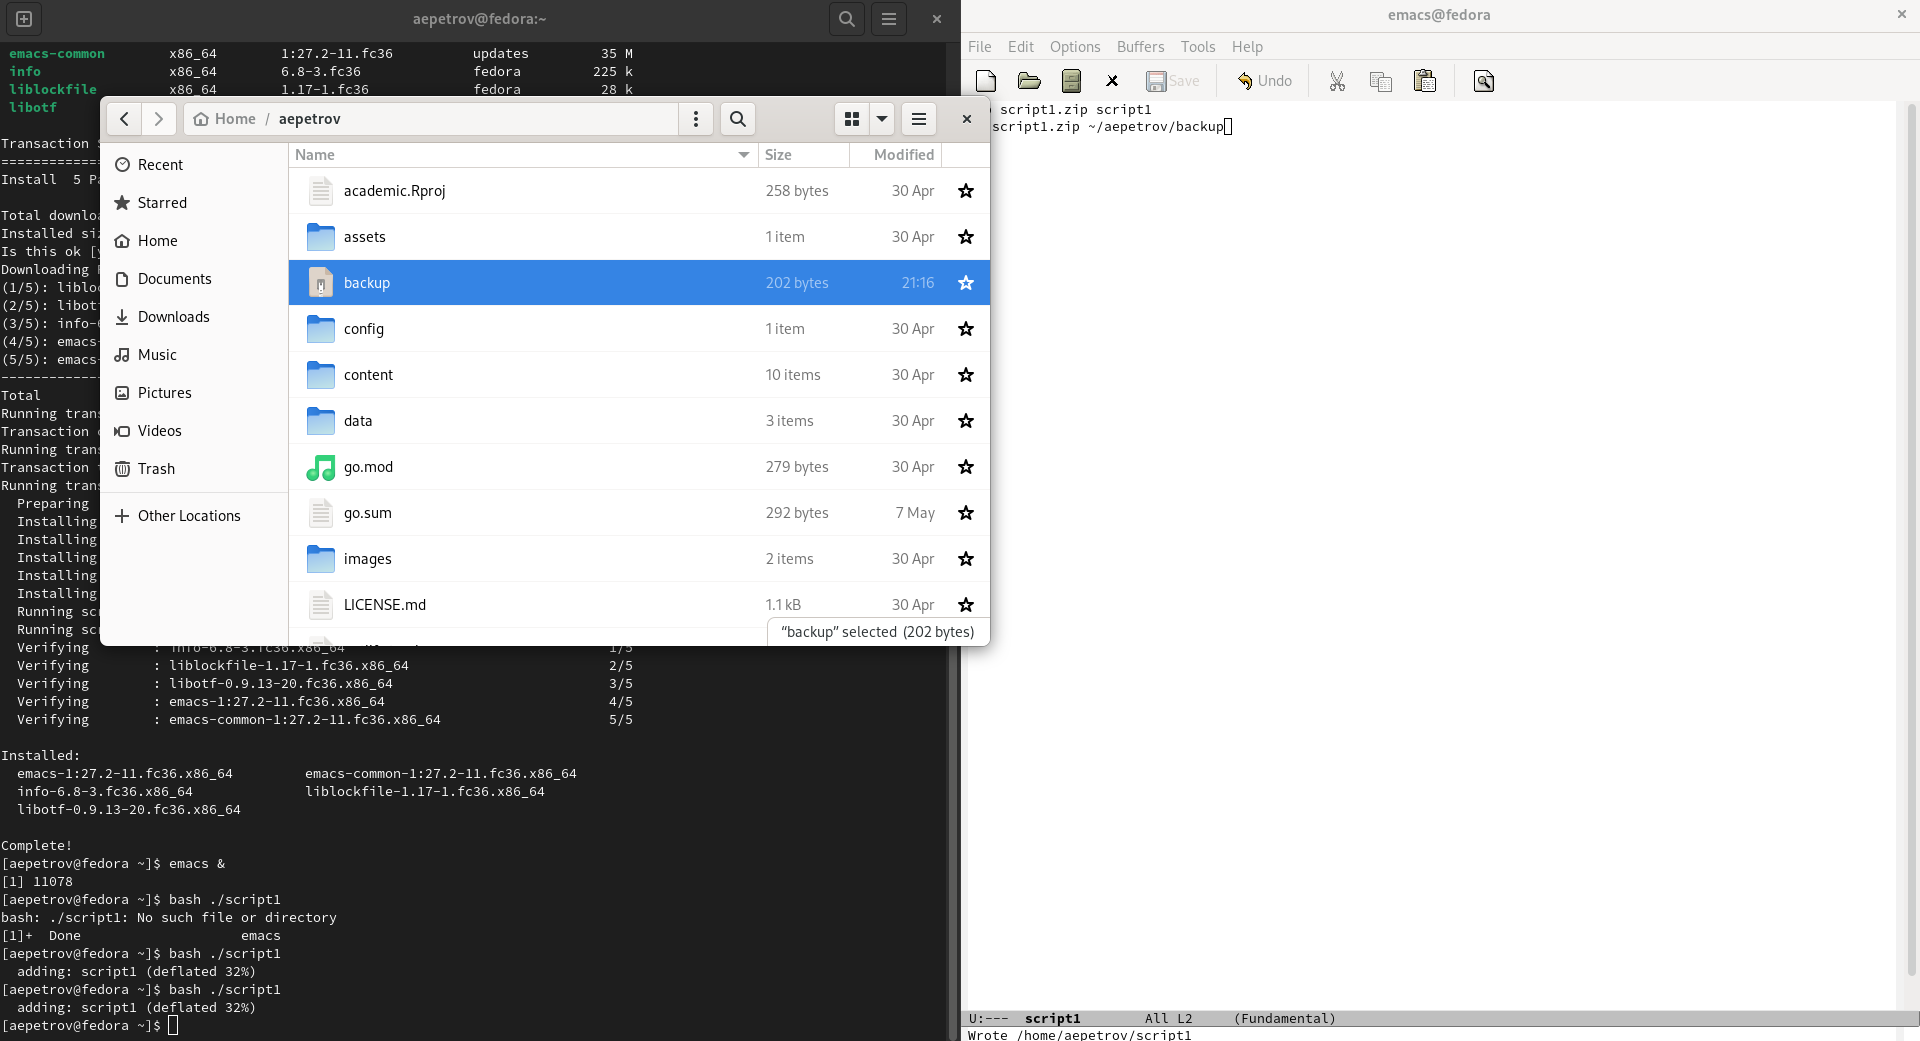 aepetrov@fedora:~
emacs-common x86_64 1:27.2-11.fc36 updates 35 M
info x86_64 6.8-3.fc36 fedora 225 k
liblockfile x86_64 1.17-1.fc36 fedora 28 k
libotf
Transaction
Install 5 Pa
Total downloa
Installed siz
Is this ok [y
Downloading
(1/5): libloc
(2/5): libot
(3/5): info-6
(4/5): emacs-
(5/5): emacs-
Total
Running trans
Transaction
Running trans
Transaction
Running trans
Preparing
Installing
Installing
Installing
Installing
Installing
Running scr
Running scr
Verifying : info-6.8-3.fc36.x86_64 1/5
Verifying : liblockfile-1.17-1.fc36.x86_64 2/5
Verifying : libotf-0.9.13-20.fc36.x86_64 3/5
Verifying : emacs-1:27.2-11.fc36.x86_64 4/5
Verifying : emacs-common-1:27.2-11.fc36.x86_64 5/5
Installed:
emacs-1:27.2-11.fc36.x86_64 emacs-common-1:27.2-11.fc36.x86_64
info-6.8-3.fc36.x86_64 liblockfile-1.17-1.fc36.x86_64
libotf-0.9.13-20.fc36.x86_64
Complete!
[aepetrov@fedora ~]$ emacs &
[1] 11078
[aepetrov@fedora ~]$ bash ./script1
bash: ./script1: No such file or directory
[1]+ Done emacs
[aepetrov@fedora ~]$ bash ./script1
adding: script1 (deflated 32%)
[aepetrov@fedora ~]$ bash ./script1
adding: script1 (deflated 32%)
[aepetrov@fedora ~]$
Home / aepetrov
Recent
Starred
Home
Documents
Downloads
Music
Pictures
Videos
Trash
Other Locations
Name Size Modified
academic.Rproj 258 bytes 30 Apr
assets 1 item 30 Apr
backup 202 bytes 21:16
config 1 item 30 Apr
content 10 items 30 Apr
data 3 items 30 Apr
go.mod 279 bytes 30 Apr
go.sum 292 bytes 7 May
images 2 items 30 Apr
LICENSE.md 1.1 kB 30 Apr
“backup” selected (202 bytes)
emacs@fedora
File Edit Options Buffers Tools Help
Save Undo
script1.zip script1
script1.zip ~/aepetrov/backup
U:--- script1 All L2 (Fundamental)
Wrote /home/aepetrov/script1